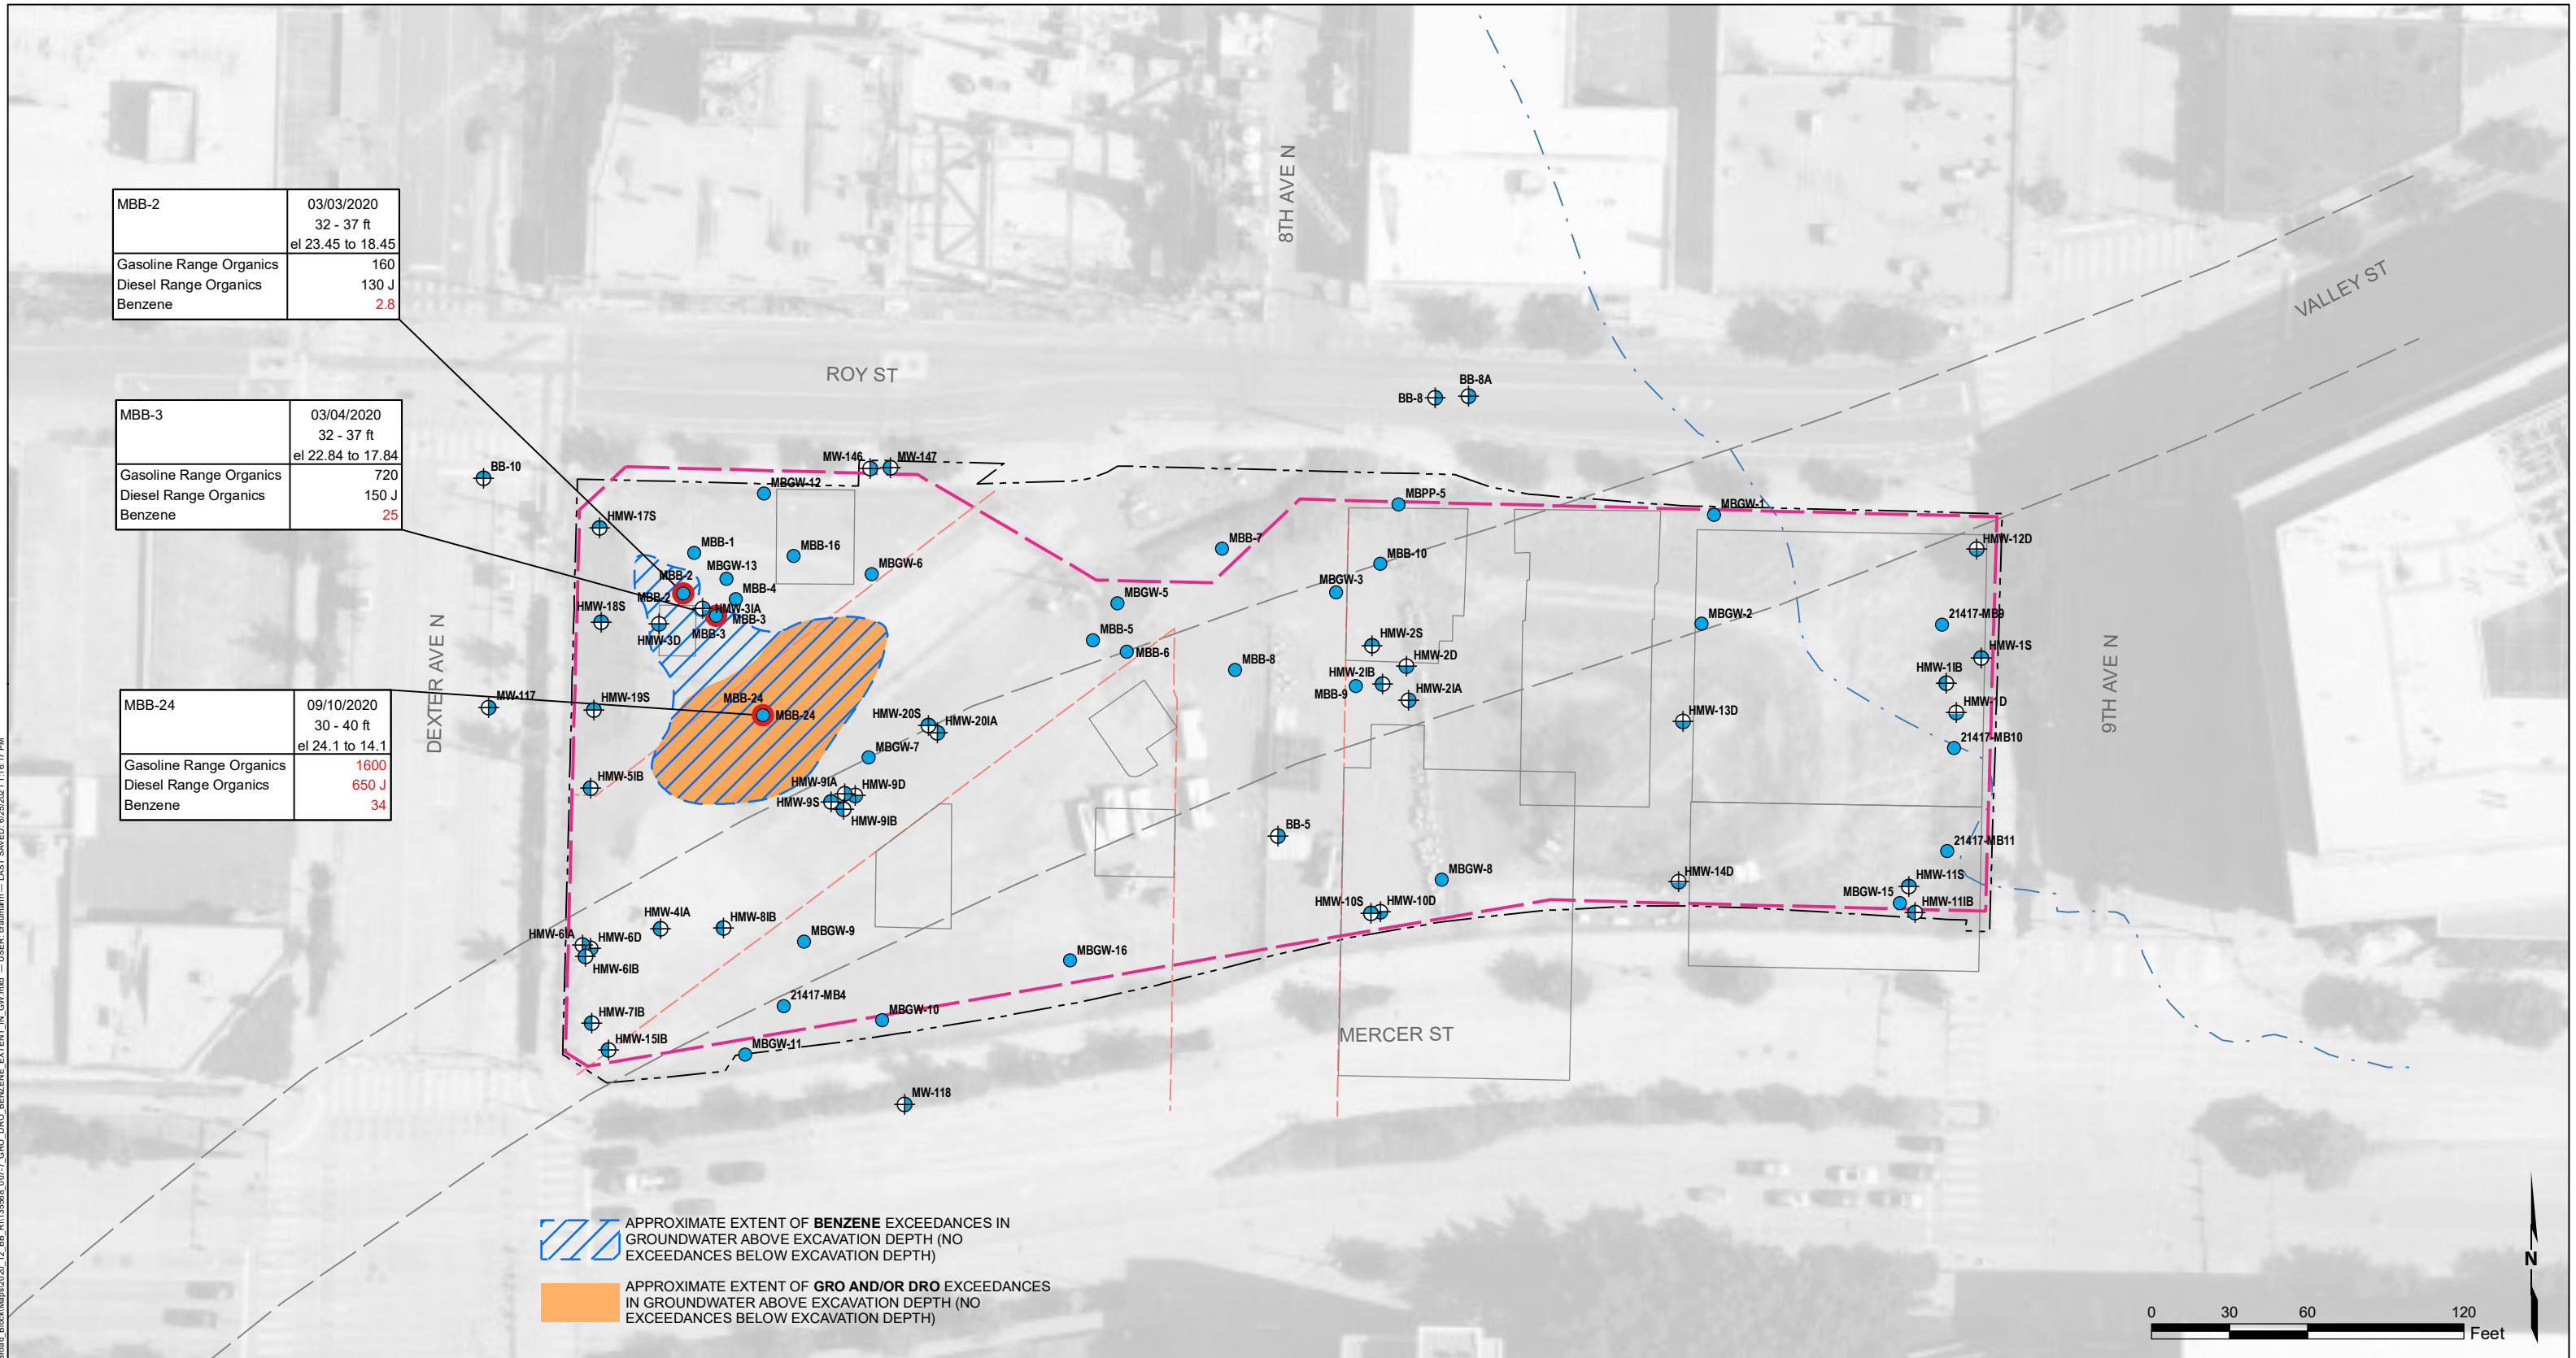 8TH AVE N
VALLEY ST
MBB-2 03/03/2020
32 - 37 ft
el 23.45 to 18.45
Gasoline Range Organics 160
Diesel Range Organics 130 J
Benzene 2.8
ROY ST
BB-8A
BB-8
MBB-3 03/04/2020
32 - 37 ft
el 22.84 to 17.84
Gasoline Range Organics 720
Diesel Range Organics 150 J
Benzene 25
BB-10
MW-146
MW-147
MBGW-12
MBPP-5
MBGW-1
HMW-17S
MBB-1
MBB-16
MBGW-6
MBB-7
MBB-10
HMW-12D
MBGW-13
MBB-2
MBB-2
MBB-4
MBGW-3
MBGW-5
HMW-18S
HMW-3IA
MBB-3
MBB-3
HMW-3D
MBGW-2
21417-MB9
MBB-5
MBB-6
HMW-2S
HMW-2D
HMW-1S
MBB-8
HMW-2IB
MBB-9
HMW-2IA
HMW-1IB
HMW-1D
DEXTER AVE N
9TH AVE N
MBB-24 09/10/2020
30 - 40 ft
el 24.1 to 14.1
Gasoline Range Organics 1600
Diesel Range Organics 650 J
Benzene 34
MW-117
HMW-19S
MBB-24
MBB-24
HMW-20S
HMW-20IA
HMW-13D
21417-MB10
MBGW-7
HMW-5IB
HMW-9IA
HMW-9D
HMW-9S
HMW-9IB
BB-5
21417-MB11
MBGW-8
HMW-14D
HMW-11S
MBGW-15
HMW-11IB
HMW-10S
HMW-10D
HMW-4IA
HMW-8IB
MBGW-9
HMW-6IA
HMW-6D
HMW-6IB
MBGW-16
21417-MB4
MBGW-10
HMW-7IB
HMW-15IB
MBGW-11
MERCER ST
MW-118
APPROXIMATE EXTENT OF BENZENE EXCEEDANCES IN
GROUNDWATER ABOVE EXCAVATION DEPTH (NO
EXCEEDANCES BELOW EXCAVATION DEPTH)
APPROXIMATE EXTENT OF GRO AND/OR DRO EXCEEDANCES
IN GROUNDWATER ABOVE EXCAVATION DEPTH (NO
EXCEEDANCES BELOW EXCAVATION DEPTH)
N
0 30 60 120
Feet